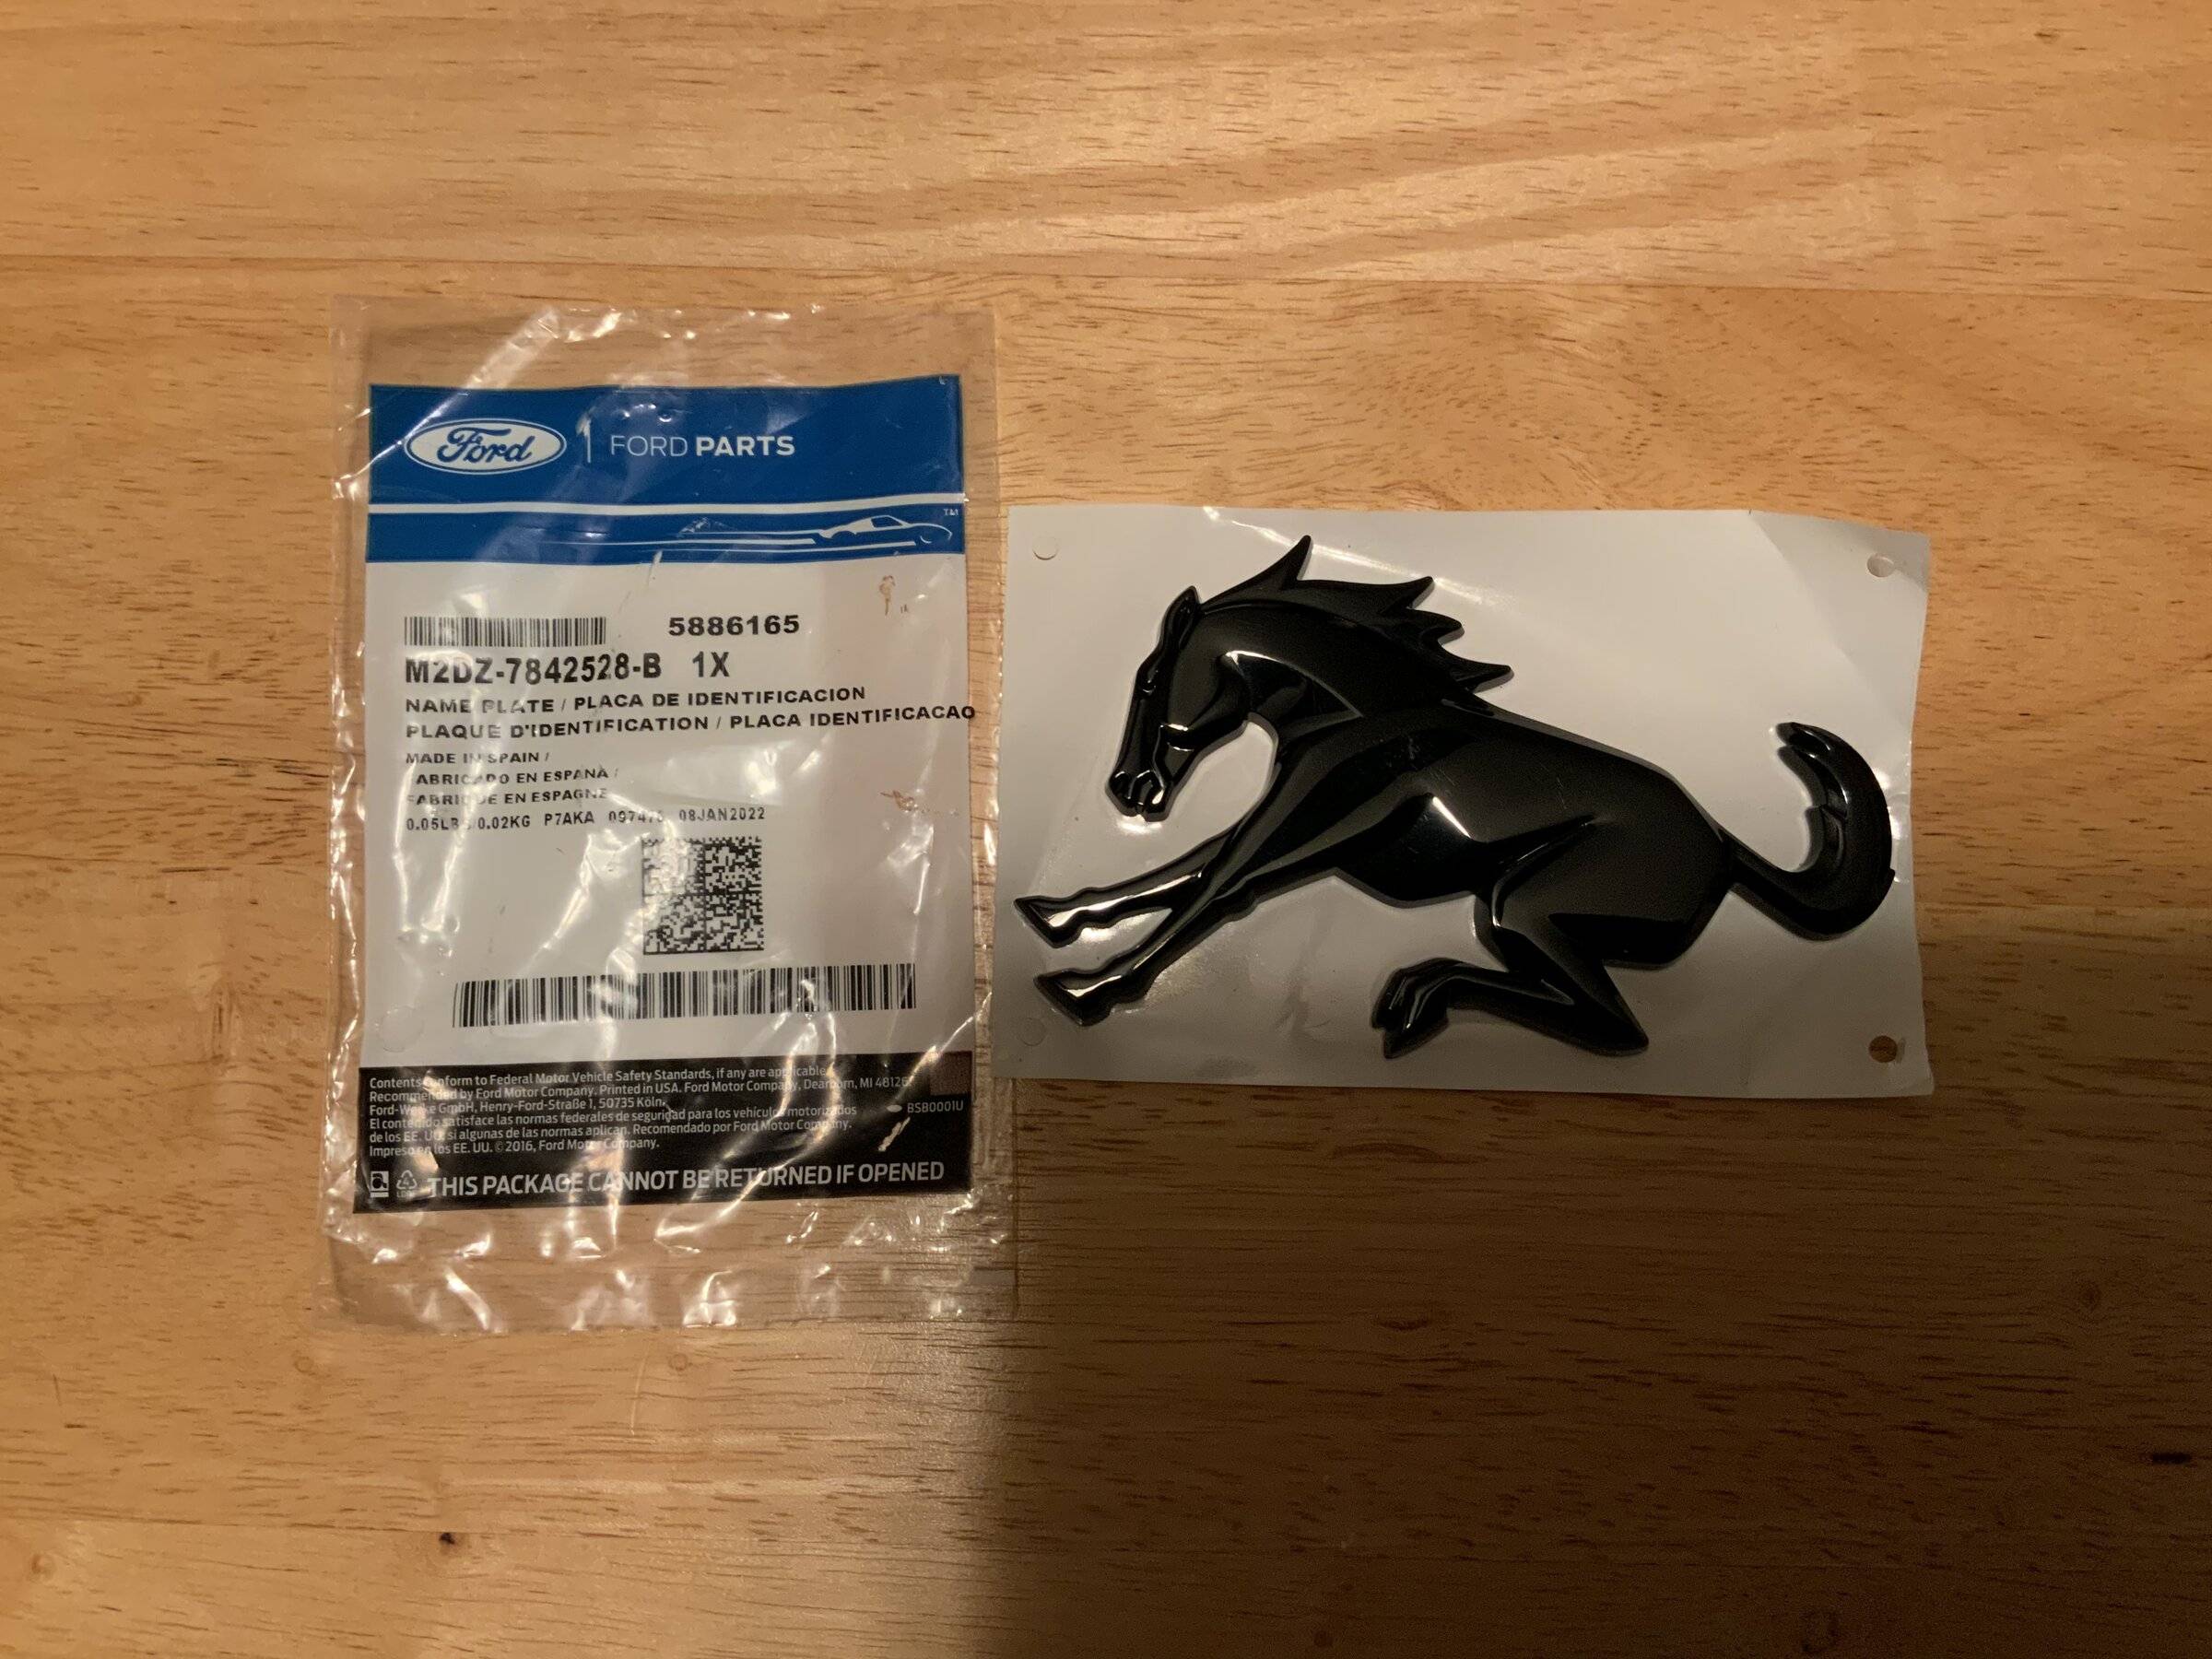 Ford | FORD PARTS
TM
5886165
M2DZ-7842528-B 1X
NAME PLATE / PLACA DE IDENTIFICACION
PLAQUE D'IDENTIFICATION / PLACA IDENTIFICACAO
MADE IN SPAIN /
FABRICADO EN ESPANA /
FABRIQUE EN ESPAGNE
0.05LB / 0.02KG P7AKA 08JAN2022
Contents conform to Federal Motor Vehicle Safety Standards, if any are applicable.
Recommended by Ford Motor Company. Printed in USA. Ford Motor Company, Dearborn, MI 48126
Ford-Werke GmbH, Henry-Ford-Straße 1, 50735 Köln.
El contenido satisface las normas federales de seguridad para los vehículos motorizados
de los EE. UU. si algunas de las normas aplican. Recomendado por Ford Motor Company.
Impreso en los EE. UU. ©2016, Ford Motor Company.
BSB0001U
THIS PACKAGE CANNOT BE RETURNED IF OPENED